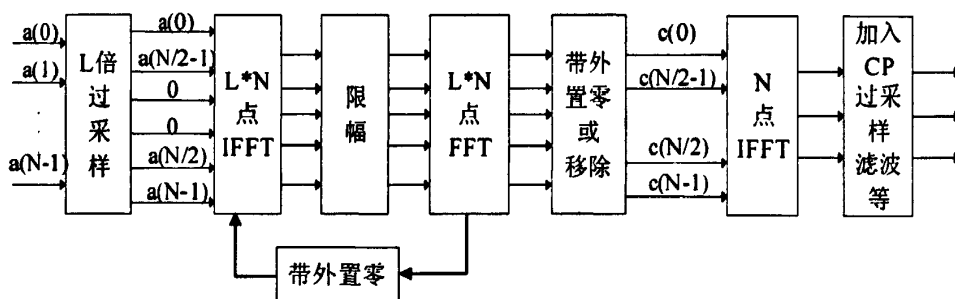 a(0)
a(1)
a(N-1)
L倍
过
采
样
a(0)
a(N/2-1)
0
0
a(N/2)
a(N-1)
L*N
点
IFFT
限
幅
L*N
点
FFT
带外
置零
或
移除
c(0)
c(N/2-1)
c(N/2)
c(N-1)
N
点
IFFT
加入
CP
过采
样
滤波
等
带外置零